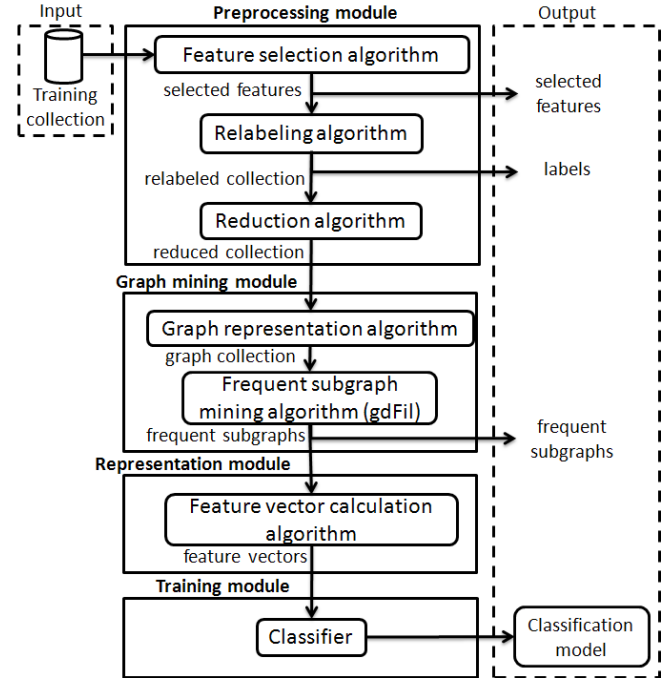 Input
Preprocessing module
Output
Training
collection
Feature selection algorithm
selected features
selected
features
Relabeling algorithm
relabeled collection
labels
Reduction algorithm
reduced collection
Graph mining module
Graph representation algorithm
graph collection
Frequent subgraph
mining algorithm (gdFil)
frequent subgraphs
frequent
subgraphs
Representation module
Feature vector calculation
algorithm
feature vectors
Training module
Classifier
Classification
model